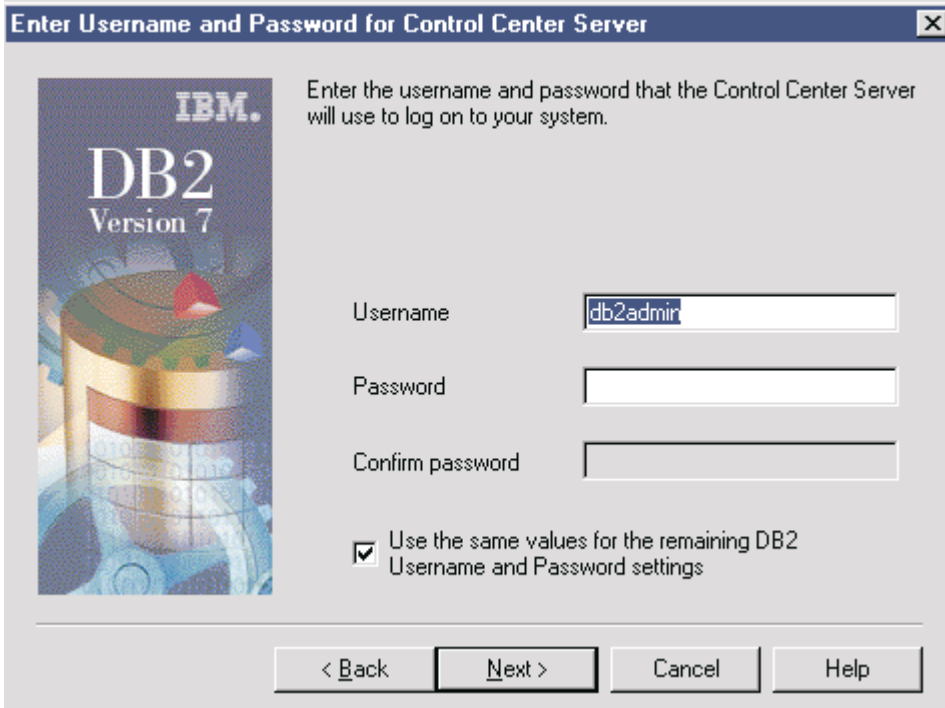 Enter Username and Password for Control Center Server
IBM.
DB2
Version 7
Enter the username and password that the Control Center Server
will use to log on to your system.
Username
db2admin
Password
Confirm password
Use the same values for the remaining DB2
Username and Password settings
< Back
Next >
Cancel
Help